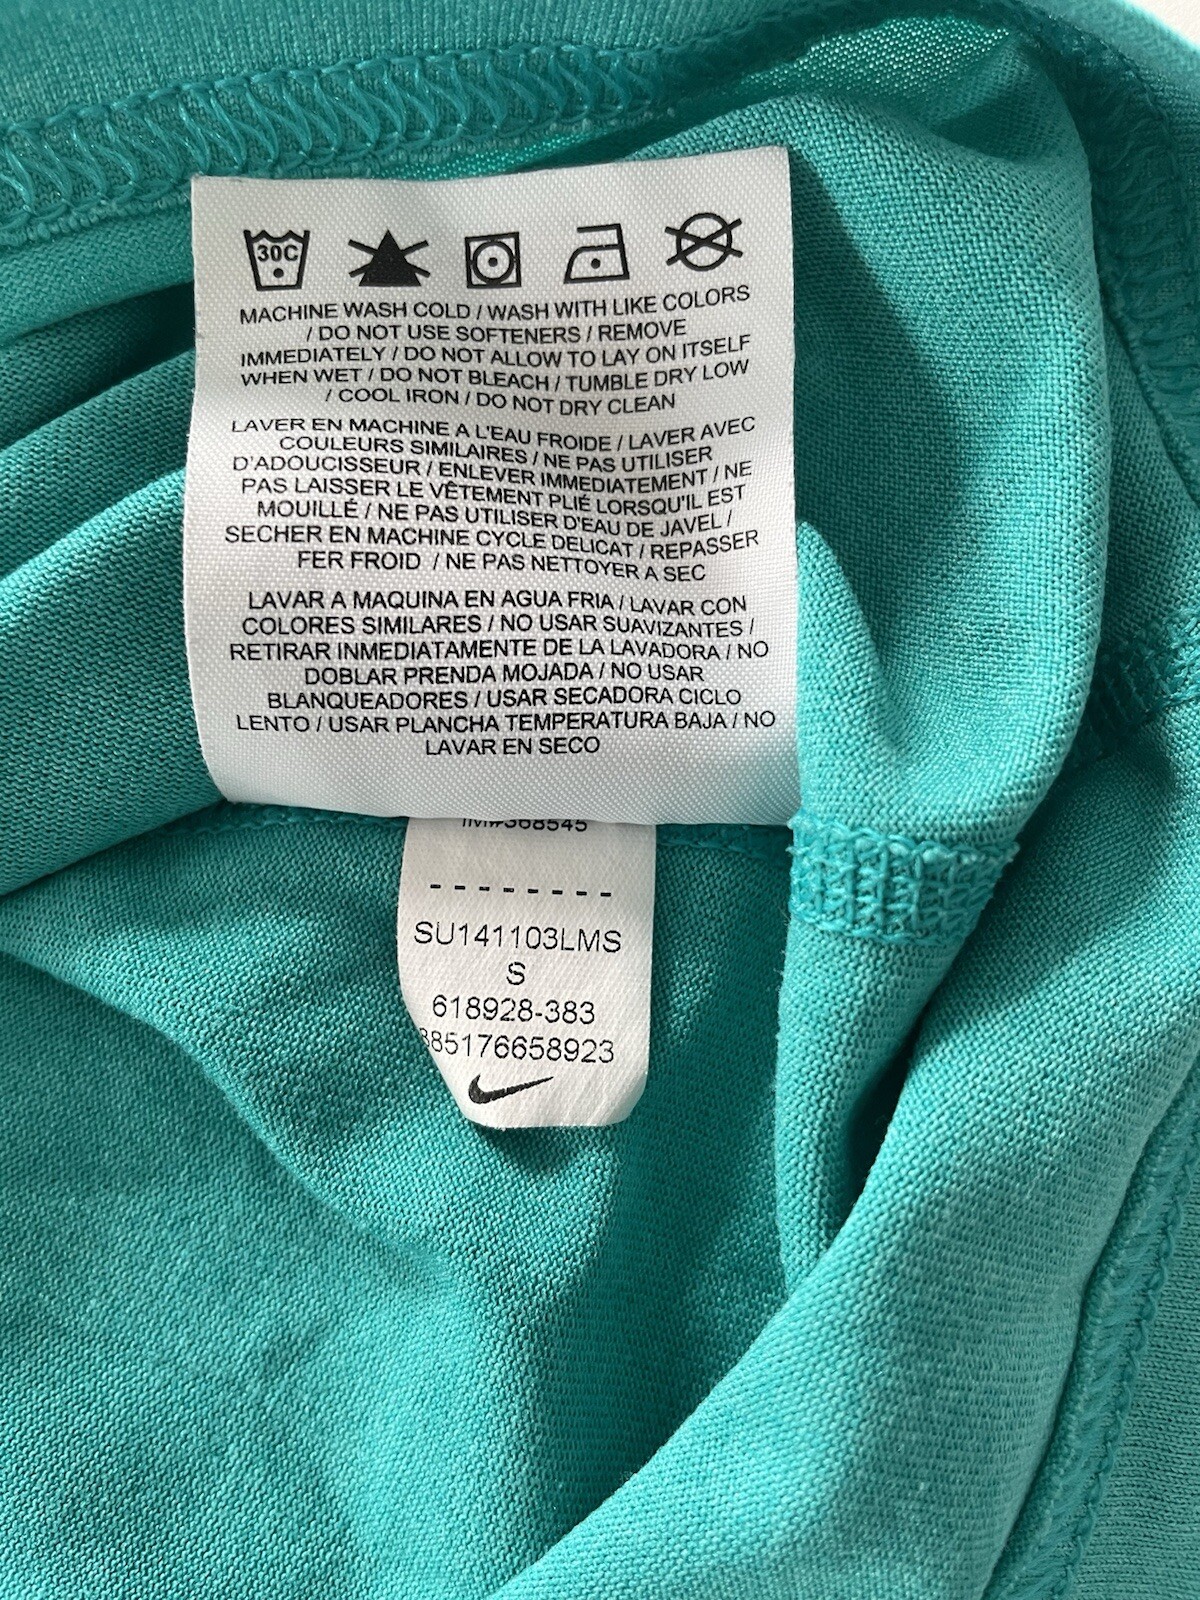 30C
MACHINE WASH COLD / WASH WITH LIKE COLORS
/ DO NOT USE SOFTENERS / REMOVE
IMMEDIATELY / DO NOT ALLOW TO LAY ON ITSELF
WHEN WET / DO NOT BLEACH / TUMBLE DRY LOW
/ COOL IRON / DO NOT DRY CLEAN
LAVER EN MACHINE A L'EAU FROIDE / LAVER AVEC
COULEURS SIMILAIRES / NE PAS UTILISER
D'ADOUCISSEUR / ENLEVER IMMEDIATEMENT / NE
PAS LAISSER LE VÊTEMENT PLIÉ LORSQU'IL EST
MOUILLÉ / NE PAS UTILISER D'EAU DE JAVEL /
SECHER EN MACHINE CYCLE DELICAT / REPASSER
FER FROID / NE PAS NETTOYER A SEC
LAVAR A MAQUINA EN AGUA FRIA / LAVAR CON
COLORES SIMILARES / NO USAR SUAVIZANTES /
RETIRAR INMEDIATAMENTE DE LA LAVADORA / NO
DOBLAR PRENDA MOJADA / NO USAR
BLANQUEADORES / USAR SECADORA CICLO
LENTO / USAR PLANCHA TEMPERATURA BAJA / NO
LAVAR EN SECO
IM#368545
SU141103LMS
S
618928-383
885176658923